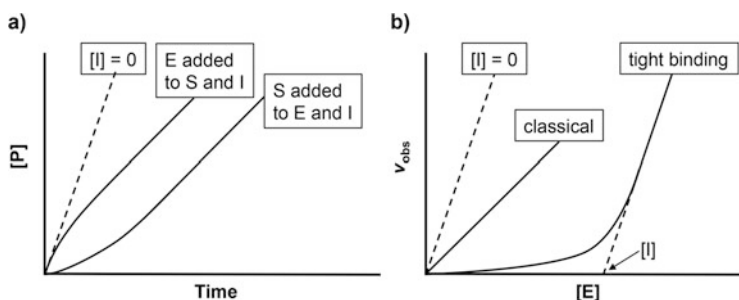 a)
[I] = 0
E added
to S and I
S added
to E and I
[P]
Time
b)
[I] = 0
tight binding
classical
v_obs
[I]
[E]